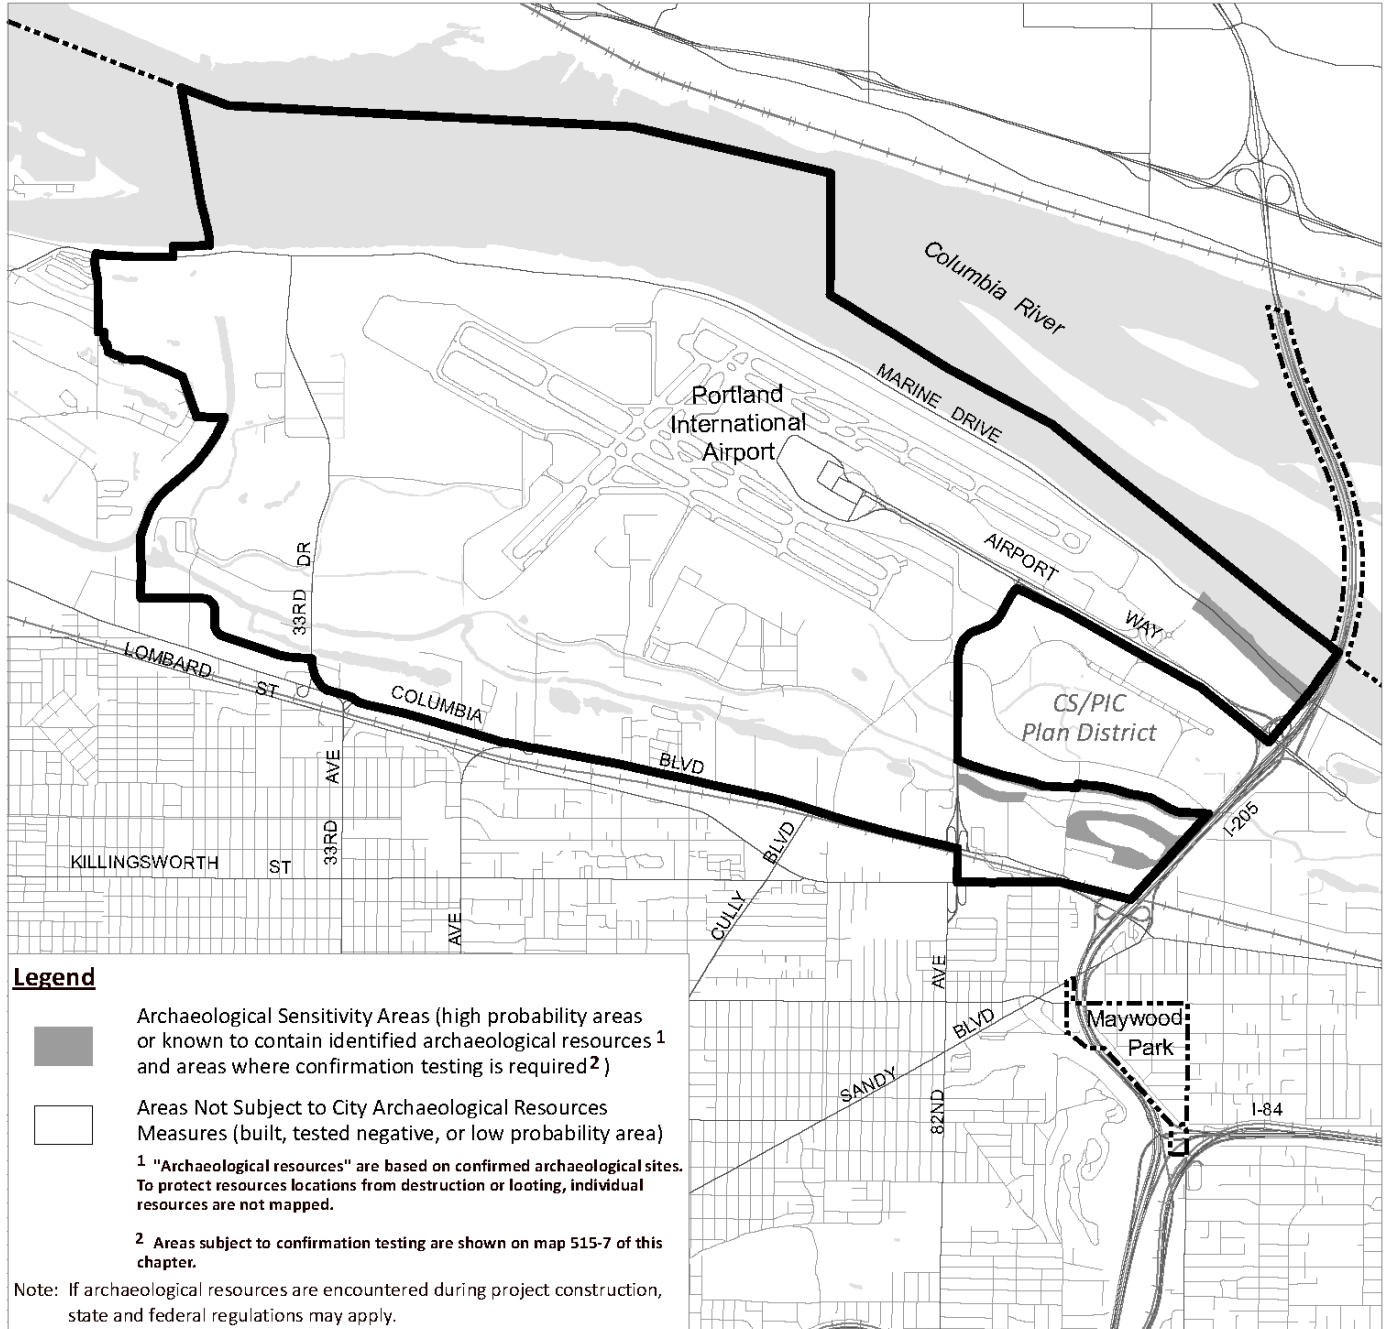 Columbia River
MARINE DRIVE
Portland
International
Airport
AIRPORT
WAY
33RD DR
LOMBARD ST
COLUMBIA
BLVD
CS/PIC
Plan District
I-205
33RD AVE
KILLINGSWORTH ST
AVE
CULLY BLVD
82ND AVE
SANDY BLVD
Maywood
Park
I-84
Legend
Archaeological Sensitivity Areas (high probability areas
or known to contain identified archaeological resources 1
and areas where confirmation testing is required 2 )
Areas Not Subject to City Archaeological Resources
Measures (built, tested negative, or low probability area)
1 "Archaeological resources" are based on confirmed archaeological sites.
To protect resources locations from destruction or looting, individual
resources are not mapped.
2 Areas subject to confirmation testing are shown on map 515-7 of this
chapter.
Note: If archaeological resources are encountered during project construction,
state and federal regulations may apply.